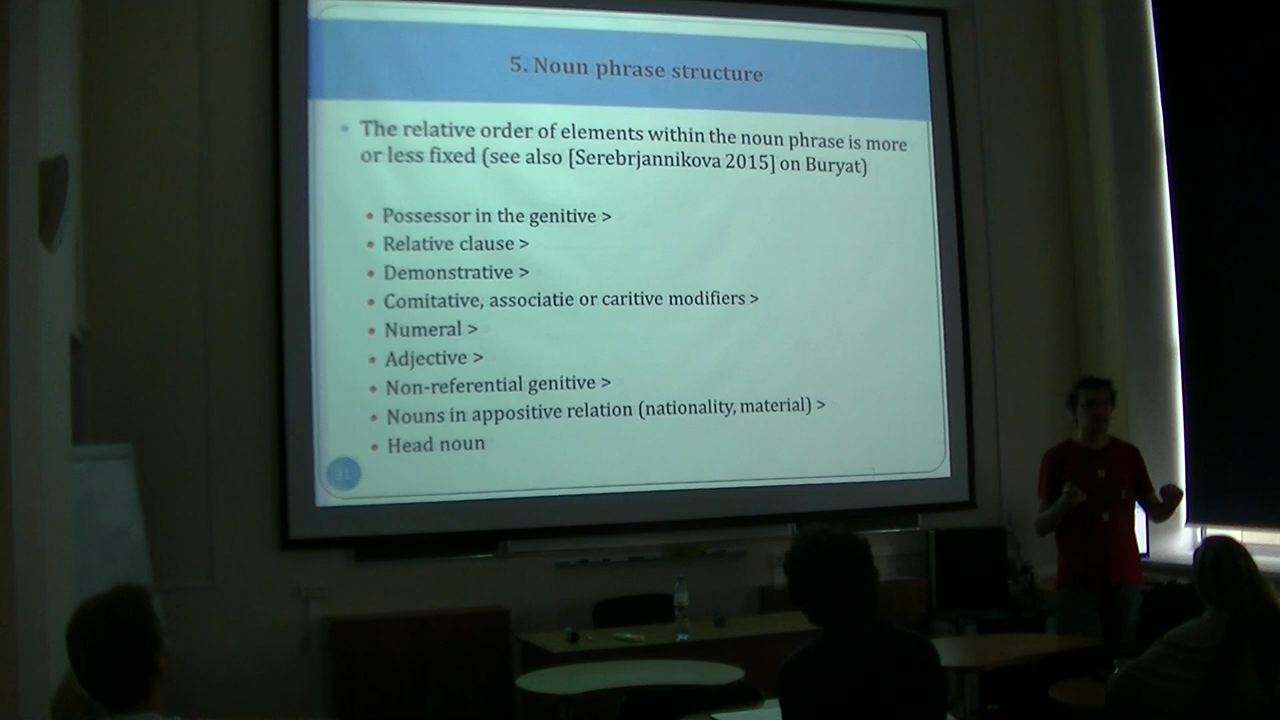 5. Noun phrase structure
• The relative order of elements within the noun phrase is more
or less fixed (see also [Serebrjannikova 2015] on Buryat)
• Possessor in the genitive >
• Relative clause >
• Demonstrative >
• Comitative, associatie or caritive modifiers >
• Numeral >
• Adjective >
• Non-referential genitive >
• Nouns in appositive relation (nationality, material) >
• Head noun